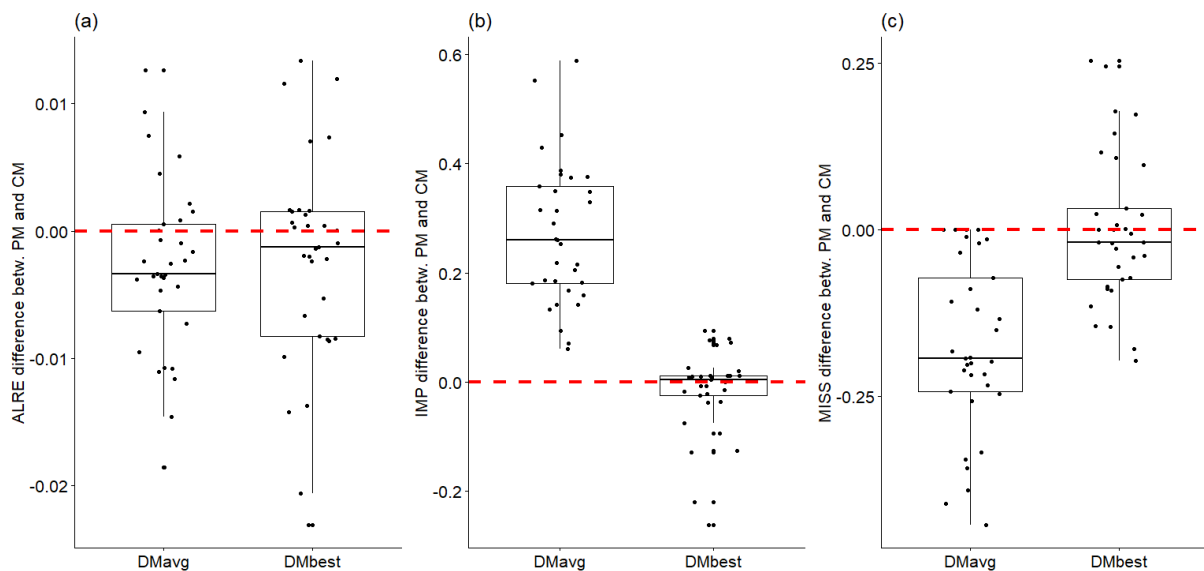 (a)
ALRE difference betw. PM and CM
0.01
0.00
-0.01
-0.02
DMavg DMbest
(b)
IMP difference betw. PM and CM
0.6
0.4
0.2
0.0
-0.2
DMavg DMbest
(c)
MISS difference betw. PM and CM
0.25
0.00
-0.25
DMavg DMbest